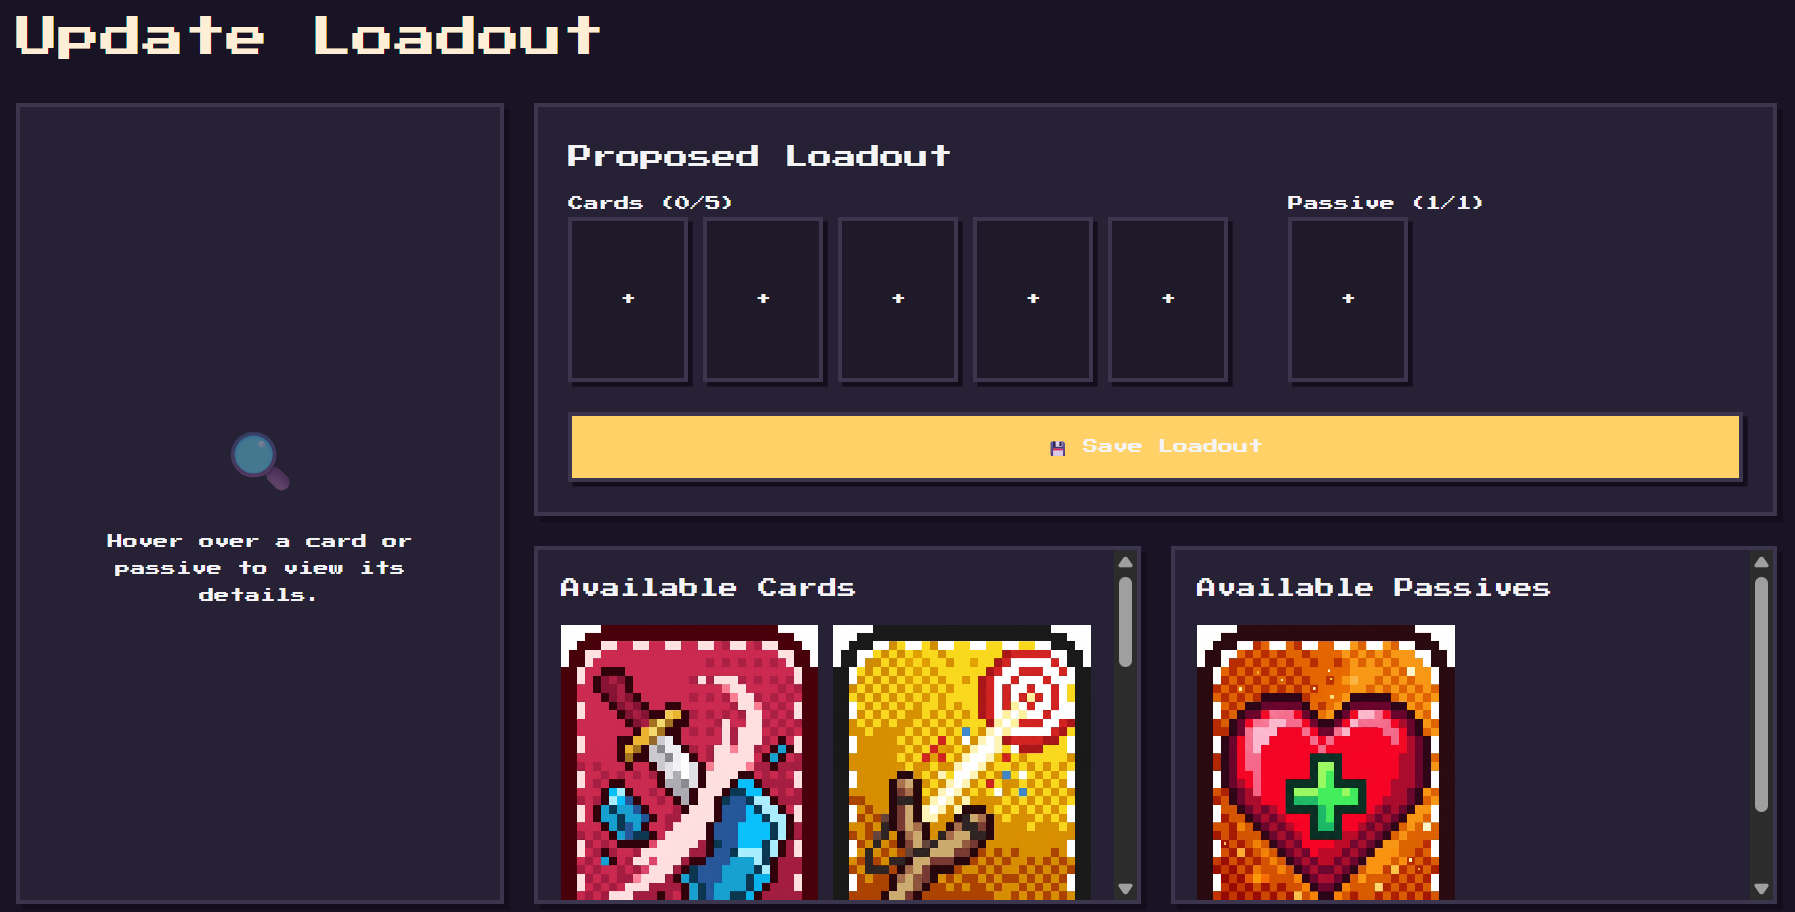 Update Loadout
Proposed Loadout
Cards (0/5)
Passive (1/1)
+
+
+
+
+
+
Save Loadout
Hover over a card or
passive to view its
details.
Available Cards
Available Passives